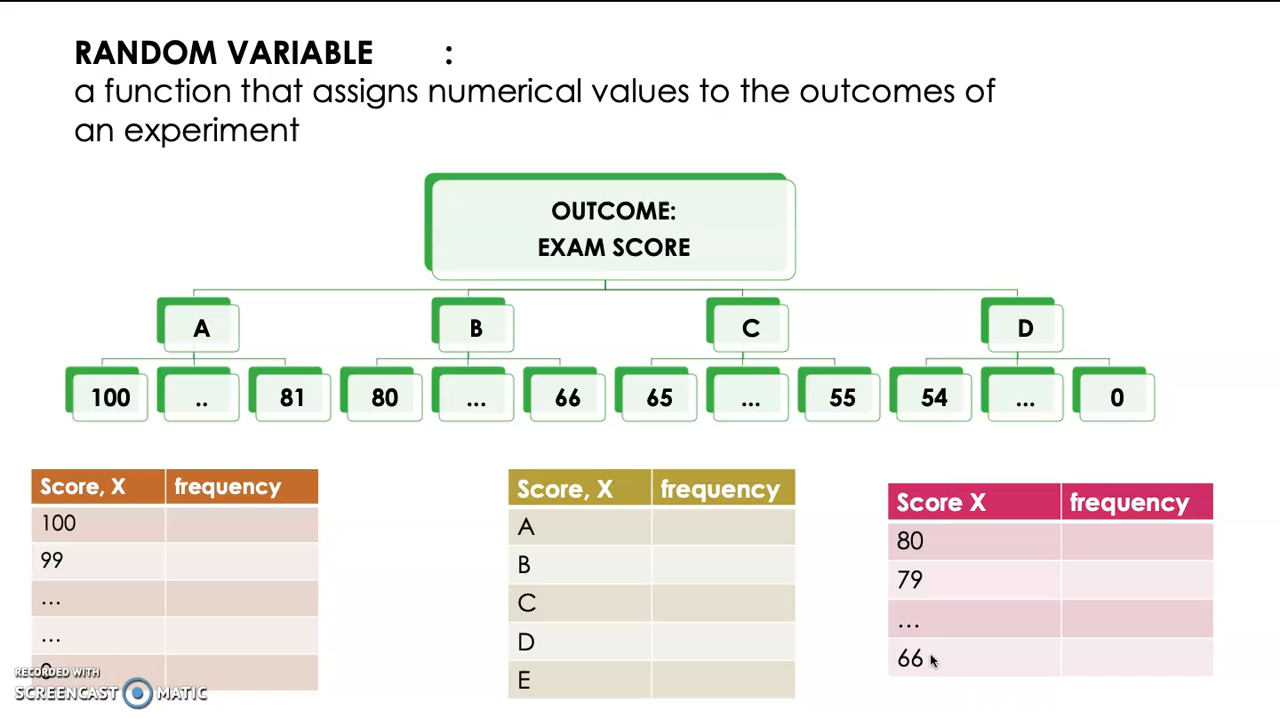 RANDOM VARIABLE :
a function that assigns numerical values to the outcomes of
an experiment
OUTCOME:
EXAM SCORE
A B C D
100 .. 81 80 ... 66 65 ... 55 54 ... 0
Score, X frequency
100
99
...
...
0
Score, X frequency
A
B
C
D
E
Score X frequency
80
79
...
66
RECORDED WITH
SCREENCAST MATIC